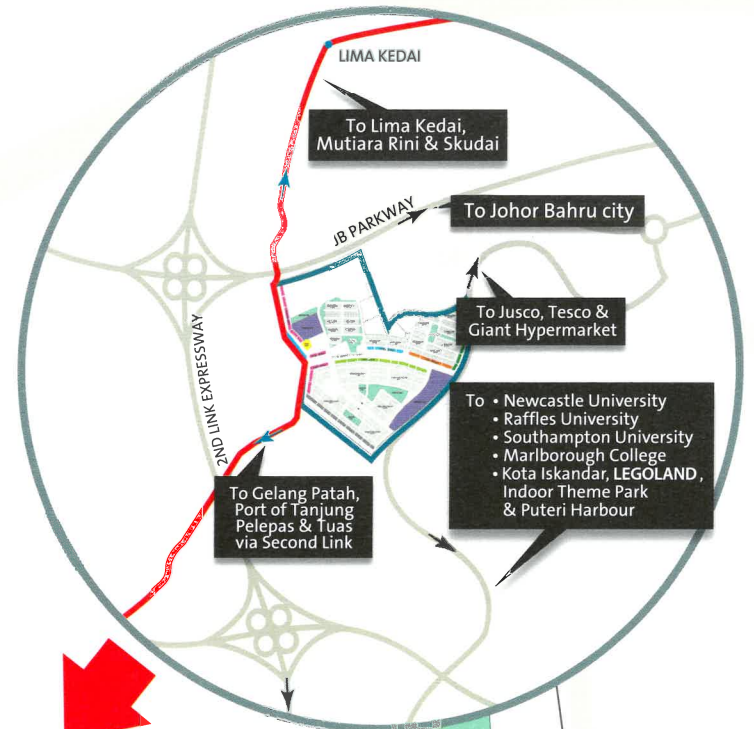 LIMA KEDAI
To Lima Kedai,
Mutiara Rini & Skudai
JB PARKWAY
To Johor Bahru city
To Jusco, Tesco &
Giant Hypermarket
2ND LINK EXPRESSWAY
To • Newcastle University
• Raffles University
• Southampton University
• Marlborough College
• Kota Iskandar, LEGOLAND,
Indoor Theme Park
& Puteri Harbour
To Gelang Patah,
Port of Tanjung
Pelepas & Tuas
via Second Link